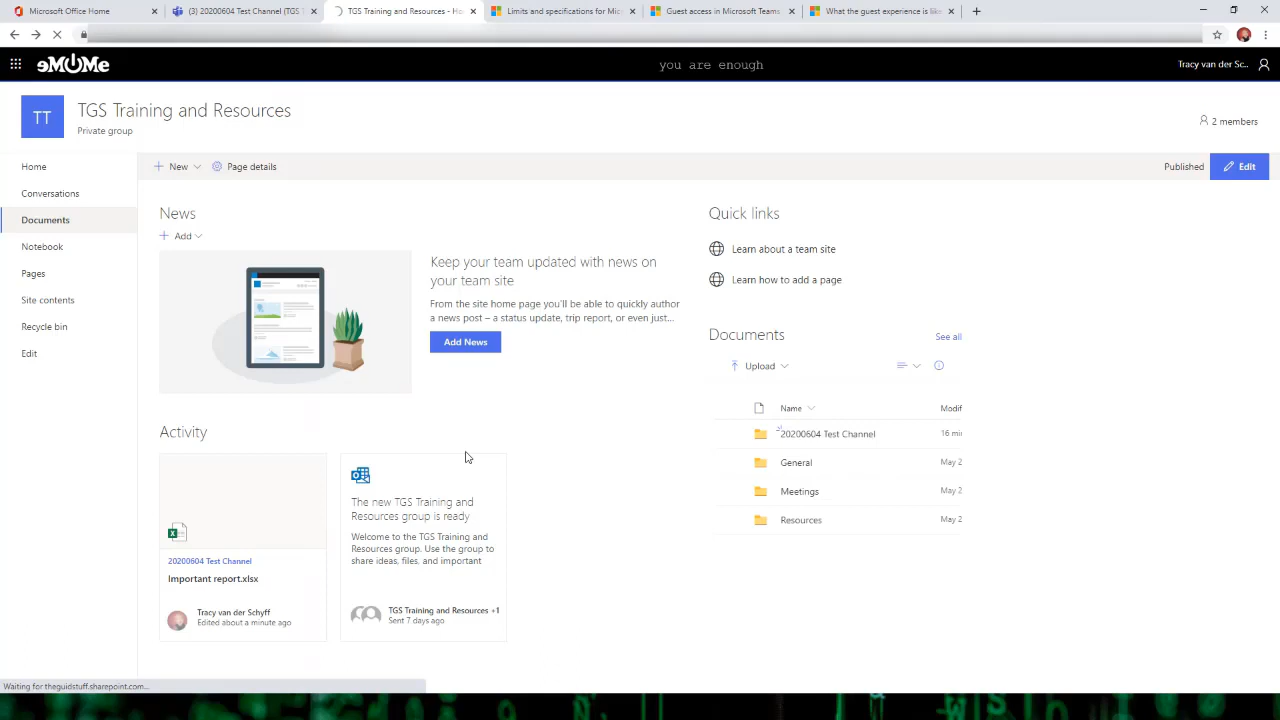 Microsoft Office Home
(3) 20200604 Test Channel (TGS T
TGS Training and Resources - Ho
Limits and specifications for Mic
Guest access in Microsoft Teams
What the guest experience is like
eMOMe
you are enough
Tracy van der Sc..
TT
TGS Training and Resources
Private group
2 members
Home
Conversations
Documents
Notebook
Pages
Site contents
Recycle bin
Edit
New
Page details
Published
Edit
News
Add
Keep your team updated with news on
your team site
From the site home page you'll be able to quickly author
a news post – a status update, trip report, or even just...
Add News
Quick links
Learn about a team site
Learn how to add a page
Documents
See all
Upload
Name
Modif
20200604 Test Channel
16 min
General
May 2
Meetings
May 2
Resources
May 2
Activity
20200604 Test Channel
Important report.xlsx
Tracy van der Schyff
Edited about a minute ago
The new TGS Training and
Resources group is ready
Welcome to the TGS Training and
Resources group. Use the group to
share ideas, files, and important
TGS Training and Resources +1
Sent 7 days ago
Waiting for theguidstuff.sharepoint.com...